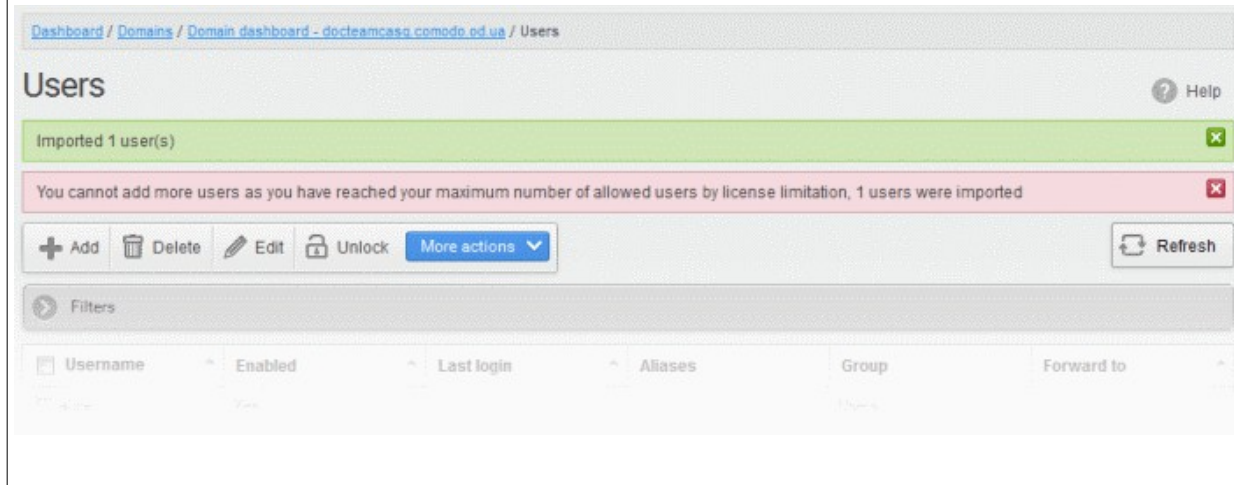 Dashboard / Domains / Domain dashboard - docteamcasg.comodo.od.ua / Users
Users
Help
Imported 1 user(s)
You cannot add more users as you have reached your maximum number of allowed users by license limitation, 1 users were imported
Add Delete Edit Unlock More actions Refresh
Filters
Username Enabled Last login Aliases Group Forward to